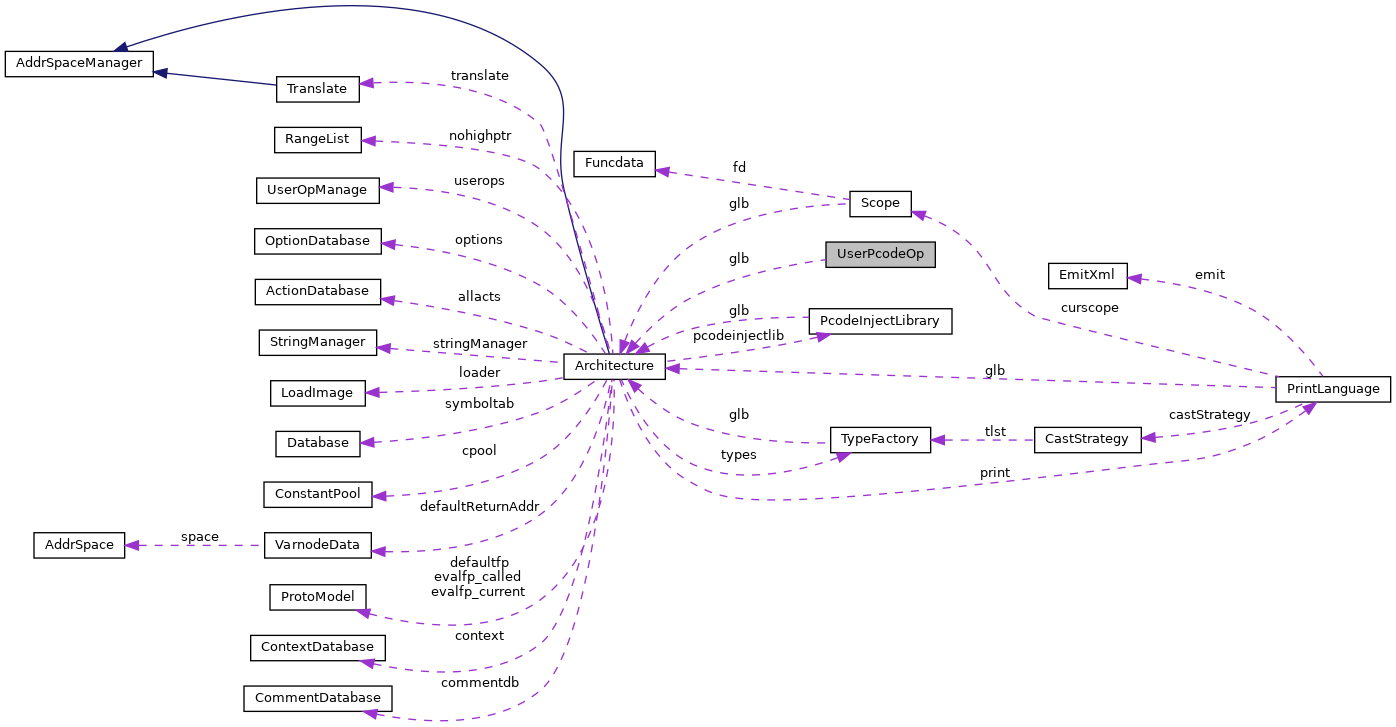 AddrSpaceManager
translate
Translate
nohighptr
RangeList
Funcdata
fd
userops
UserOpManage
glb
Scope
options
OptionDatabase
glb
UserPcodeOp
EmitXml
emit
allacts
ActionDatabase
curscope
glb
PcodeInjectLibrary
pcodeinjectlib
stringManager
StringManager
Architecture
loader
glb
LoadImage
PrintLanguage
symboltab
glb
castStrategy
Database
tlst
TypeFactory
CastStrategy
cpool
types
print
ConstantPool
defaultReturnAddr
space
AddrSpace
VarnodeData
defaultfp
evalfp_called
evalfp_current
ProtoModel
context
ContextDatabase
commentdb
CommentDatabase